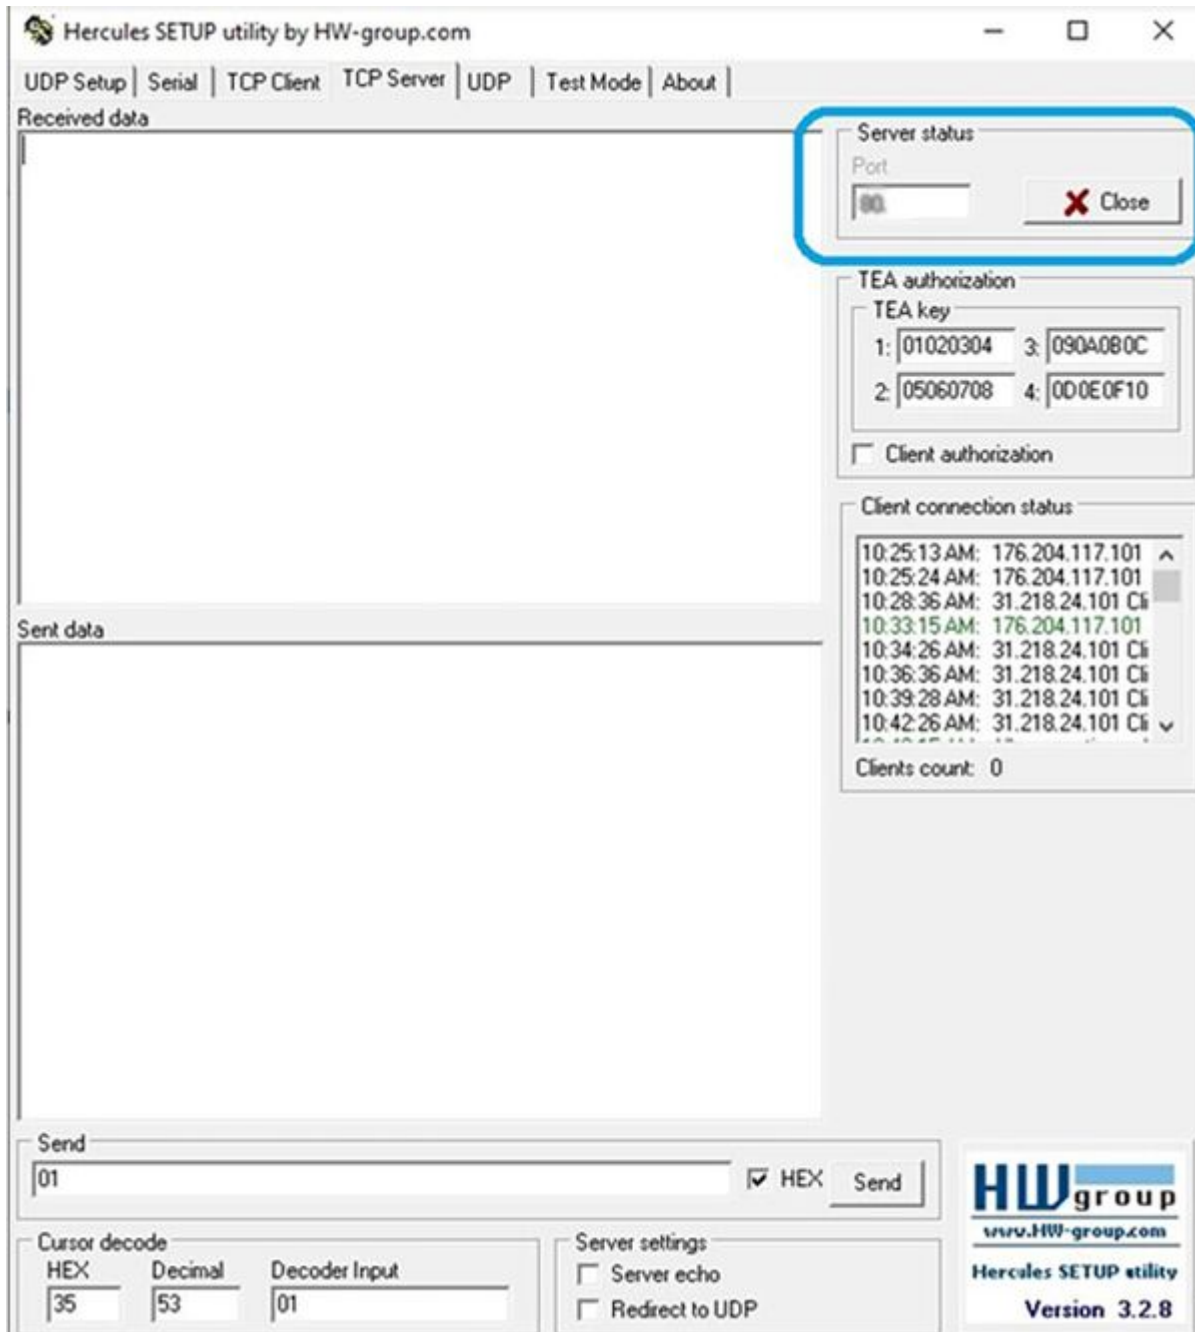 Hercules SETUP utility by HW-group.com
UDP Setup Serial TCP Client TCP Server UDP Test Mode About
Received data
Server status
Port
Close
TEA authorization
TEA key
1: 01020304 3: 090A0B0C
2: 05060708 4: 0D0E0F10
Client authorization
Client connection status
10:25:13 AM: 176.204.117.101
10:25:24 AM: 176.204.117.101
10:28:36 AM: 31.218.24.101 Cli
10:33:15 AM: 176.204.117.101
10:34:26 AM: 31.218.24.101 Cli
10:36:36 AM: 31.218.24.101 Cli
10:39:28 AM: 31.218.24.101 Cli
10:42:26 AM: 31.218.24.101 Cli
Clients count: 0
Sent data
Send
01 HEX Send
Cursor decode
HEX Decimal Decoder Input
35 53 01
Server settings
Server echo
Redirect to UDP
HW group
www.HW-group.com
Hercules SETUP utility
Version 3.2.8